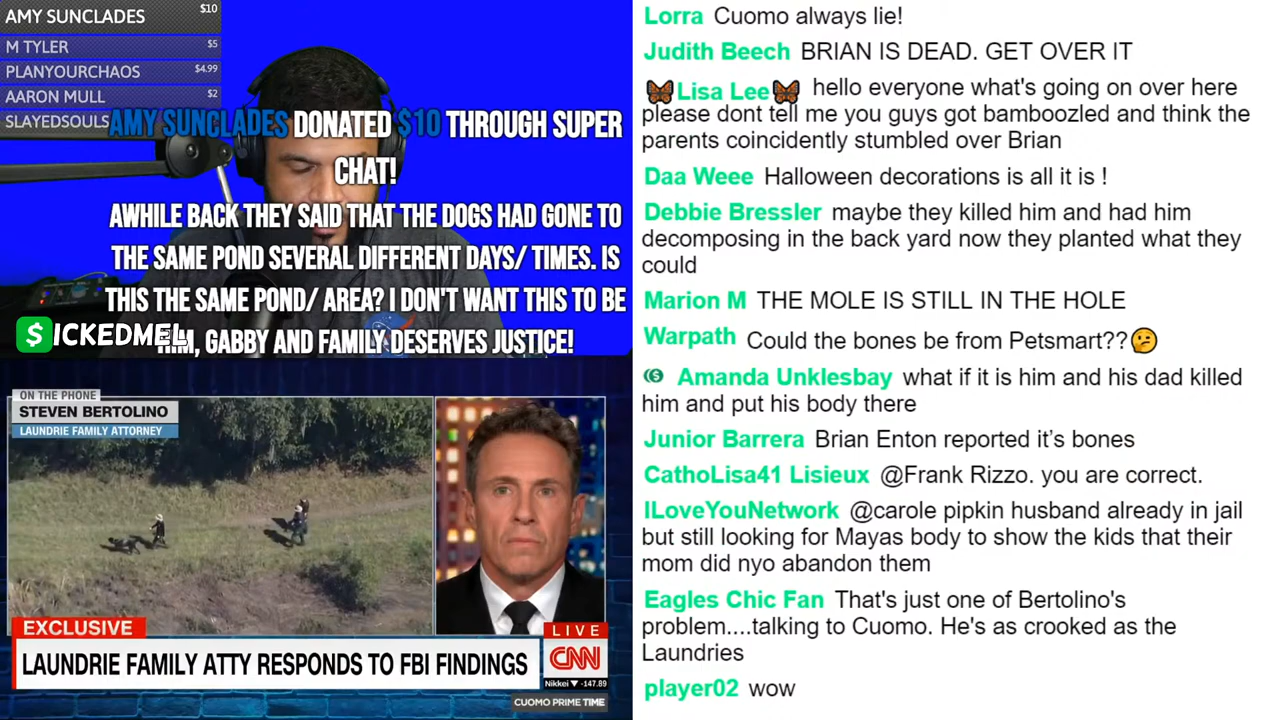 AMY SUNCLADES $10
M TYLER $5
PLANYOURCHAOS $4.99
AARON MULL $2
SLAYEDSOULS
AMY SUNCLADES DONATED $10 THROUGH SUPER
CHAT!
AWHILE BACK THEY SAID THAT THE DOGS HAD GONE TO
THE SAME POND SEVERAL DIFFERENT DAYS/ TIMES. IS
THIS THE SAME POND/ AREA? I DON'T WANT THIS TO BE
HIM, GABBY AND FAMILY DESERVES JUSTICE!
$ICKEDMEL
ON THE PHONE
STEVEN BERTOLINO
LAUNDRIE FAMILY ATTORNEY
EXCLUSIVE
LAUNDRIE FAMILY ATTY RESPONDS TO FBI FINDINGS
LIVE
CNN
Nikkei ▼ -147.89
CUOMO PRIME TIME
Lorra Cuomo always lie!
Judith Beech BRIAN IS DEAD. GET OVER IT
Lisa Lee hello everyone what's going on over here
please dont tell me you guys got bamboozled and think the
parents coincidently stumbled over Brian
Daa Weee Halloween decorations is all it is !
Debbie Bressler maybe they killed him and had him
decomposing in the back yard now they planted what they
could
Marion M THE MOLE IS STILL IN THE HOLE
Warpath Could the bones be from Petsmart??
Amanda Unklesbay what if it is him and his dad killed
him and put his body there
Junior Barrera Brian Enton reported it's bones
CathoLisa41 Lisieux @Frank Rizzo. you are correct.
ILoveYouNetwork @carole pipkin husband already in jail
but still looking for Mayas body to show the kids that their
mom did nyo abandon them
Eagles Chic Fan That's just one of Bertolino's
problem....talking to Cuomo. He's as crooked as the
Laundries
player02 wow